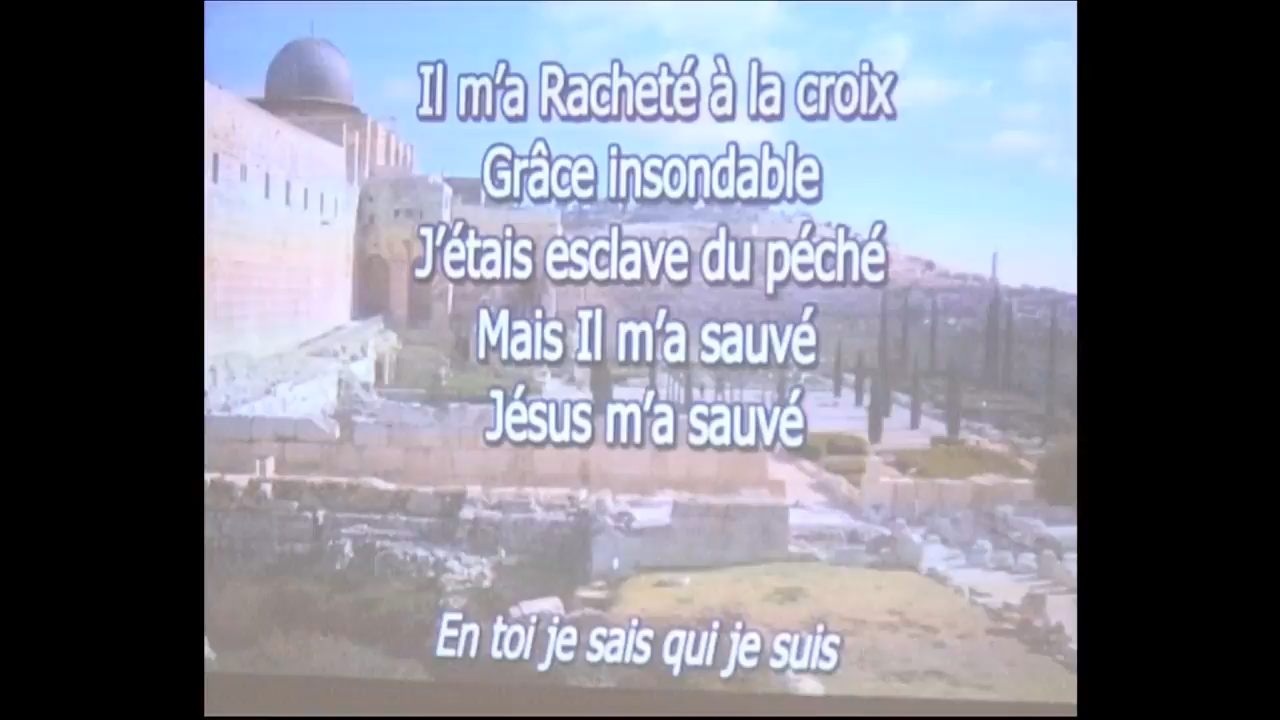 Il m'a Racheté à la croix
Grâce insondable
J'étais esclave du péché
Mais Il m'a sauvé
Jésus m'a sauvé
En toi je sais qui je suis